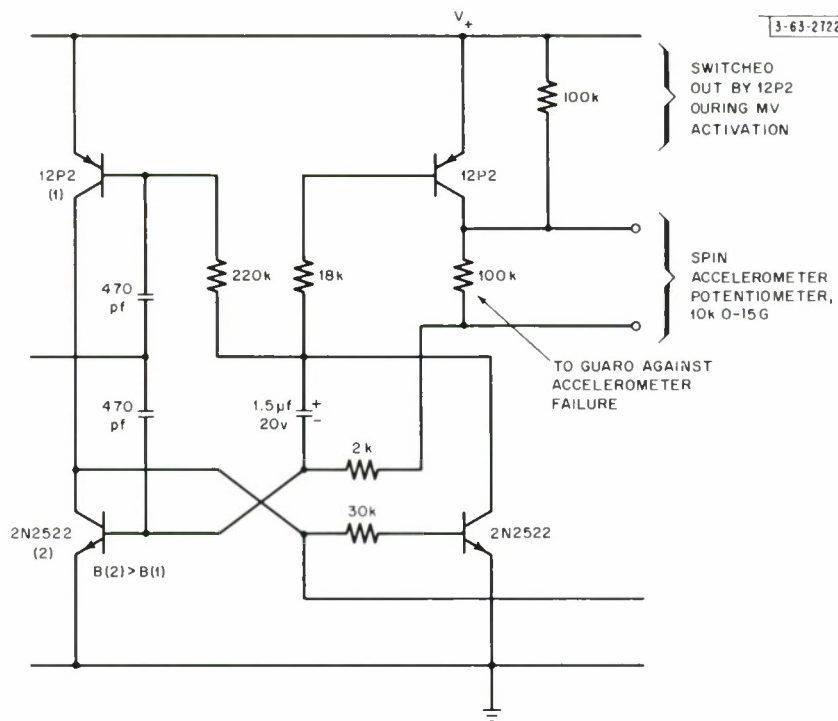 V+
3-63-2722
SWITCHED
OUT BY 12P2
OURING MV
ACTIVATION
100k
12P2
(1)
12P2
220k
18k
100k
SPIN
ACCELEROMETER
POTENTIOMETER,
10k 0-15G
470
pf
TO GUARO AGAINST
ACCELEROMETER
FAILURE
470
pf
1.5µf
20v
+
-
2k
30k
2N2522
(2)
2N2522
B(2) > B(1)